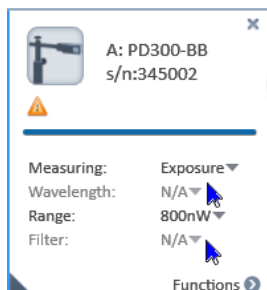 A: PD300-BB
s/n:345002
Measuring: Exposure
Wavelength: N/A
Range: 800nW
Filter: N/A
Functions